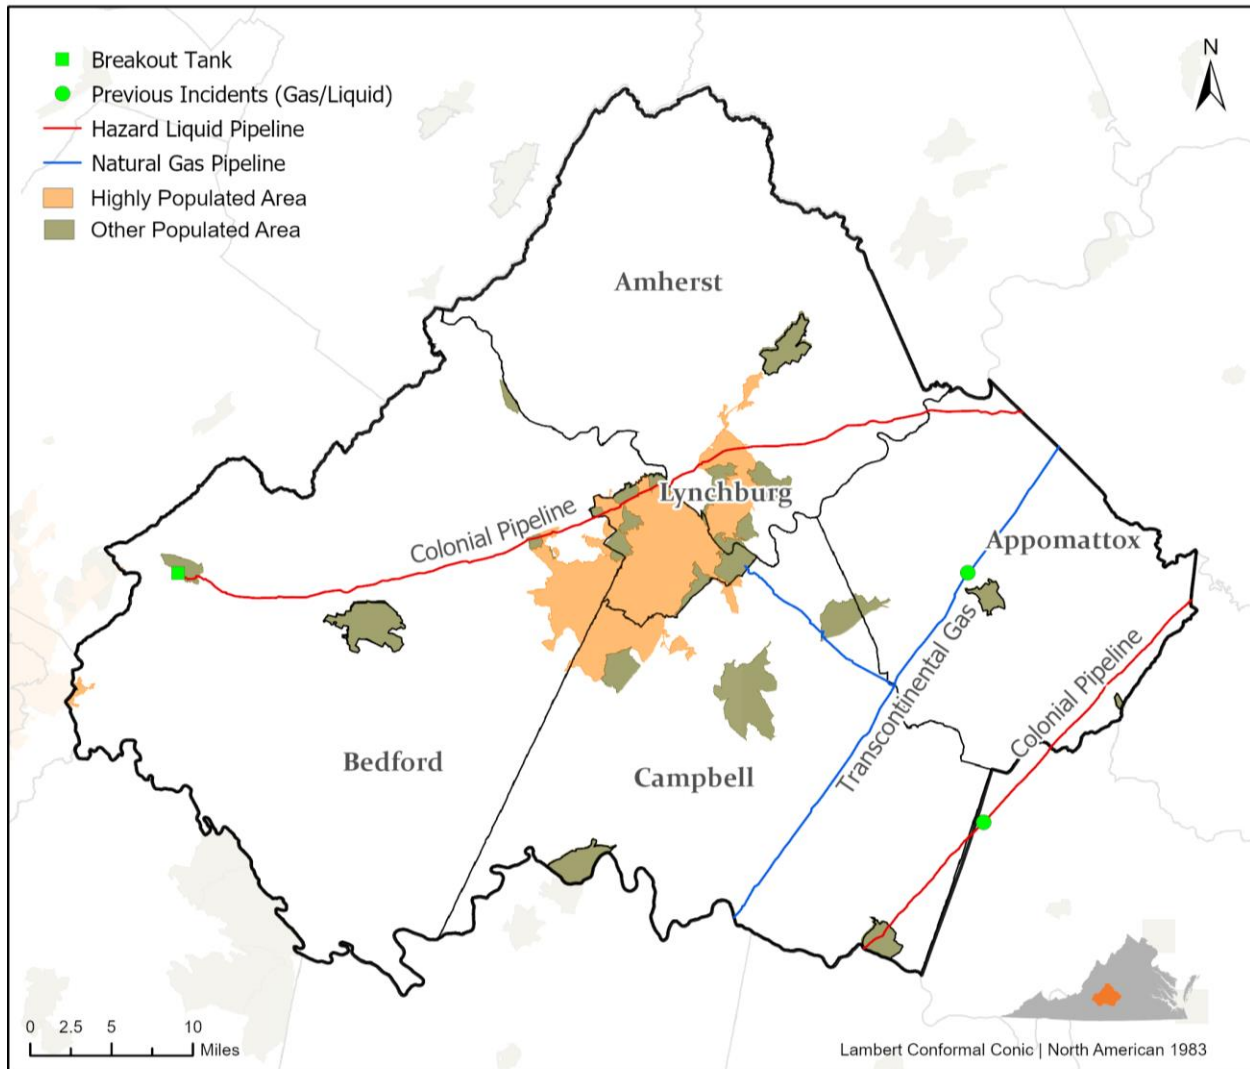 Breakout Tank
Previous Incidents (Gas/Liquid)
Hazard Liquid Pipeline
Natural Gas Pipeline
Highly Populated Area
Other Populated Area
N
Amherst
Lynchburg
Colonial Pipeline
Appomattox
Transcontinental Gas
Colonial Pipeline
Bedford
Campbell
0 2.5 5 10
Miles
Lambert Conformal Conic | North American 1983